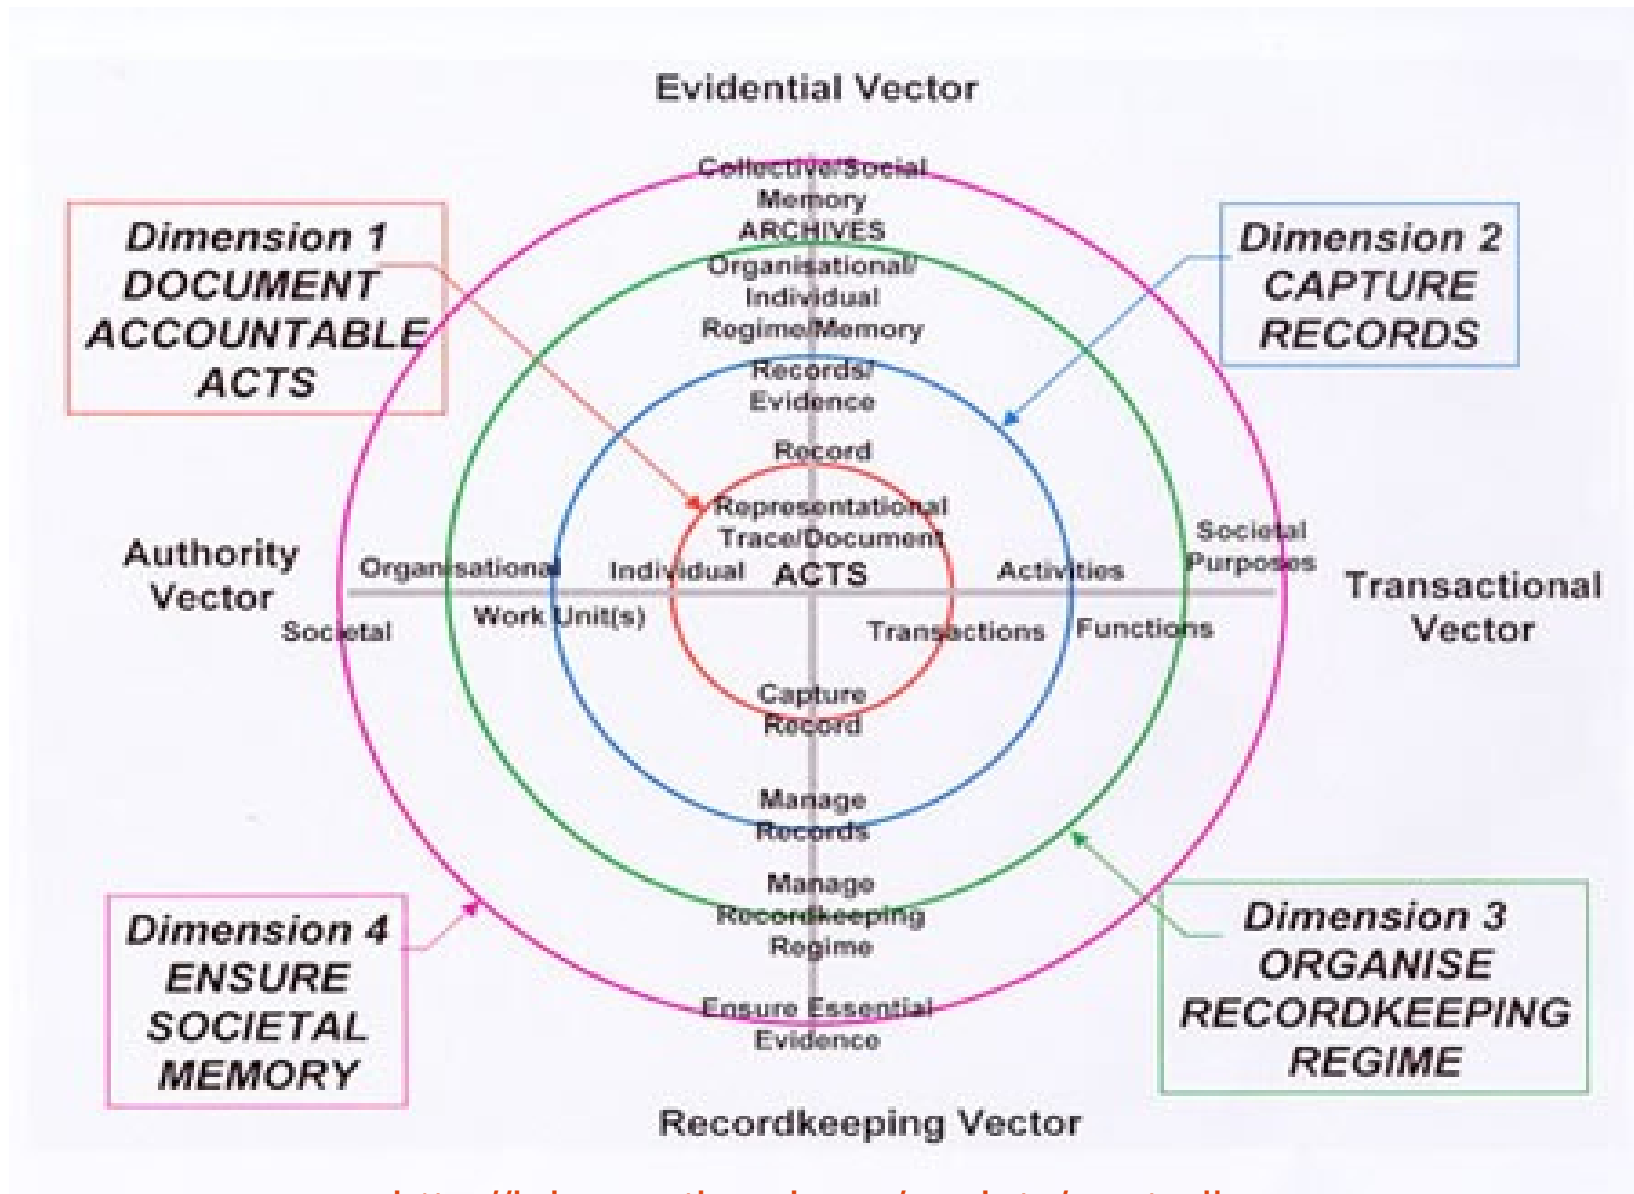 Evidential Vector
Collective/Social
Memory
ARCHIVES
Dimension 1
DOCUMENT
ACCOUNTABLE
ACTS
Dimension 2
CAPTURE
RECORDS
Organisational/
Individual
Regime/Memory
Records/
Evidence
Record
Representational
Trace/Document
ACTS
Authority
Vector
Organisational
Individual
Activities
Societal
Purposes
Transactional
Vector
Societal
Work Unit(s)
Transactions
Functions
Capture
Record
Manage
Records
Manage
Recordkeeping
Regime
Ensure Essential
Evidence
Dimension 4
ENSURE
SOCIETAL
MEMORY
Dimension 3
ORGANISE
RECORDKEEPING
REGIME
Recordkeeping Vector